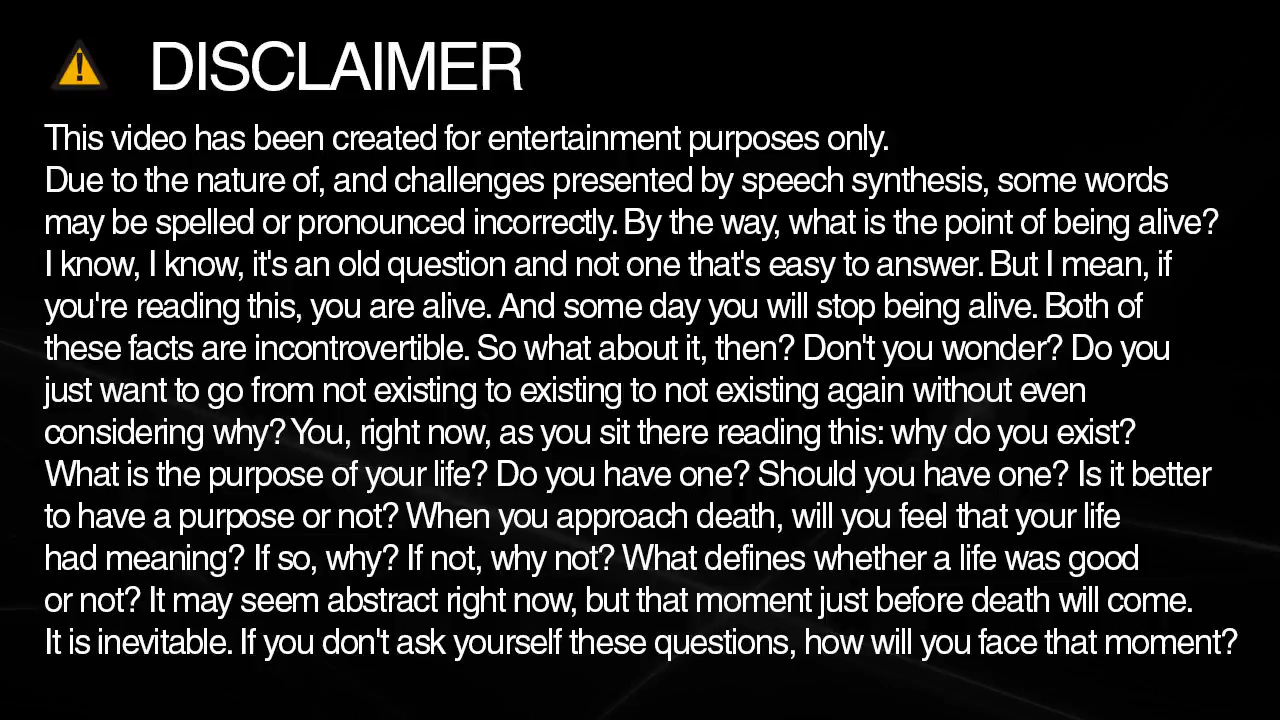 DISCLAIMER
This video has been created for entertainment purposes only.
Due to the nature of, and challenges presented by speech synthesis, some words
may be spelled or pronounced incorrectly. By the way, what is the point of being alive?
I know, I know, it's an old question and not one that's easy to answer. But I mean, if
you're reading this, you are alive. And some day you will stop being alive. Both of
these facts are incontrovertible. So what about it, then? Don't you wonder? Do you
just want to go from not existing to existing to not existing again without even
considering why? You, right now, as you sit there reading this: why do you exist?
What is the purpose of your life? Do you have one? Should you have one? Is it better
to have a purpose or not? When you approach death, will you feel that your life
had meaning? If so, why? If not, why not? What defines whether a life was good
or not? It may seem abstract right now, but that moment just before death will come.
It is inevitable. If you don't ask yourself these questions, how will you face that moment?